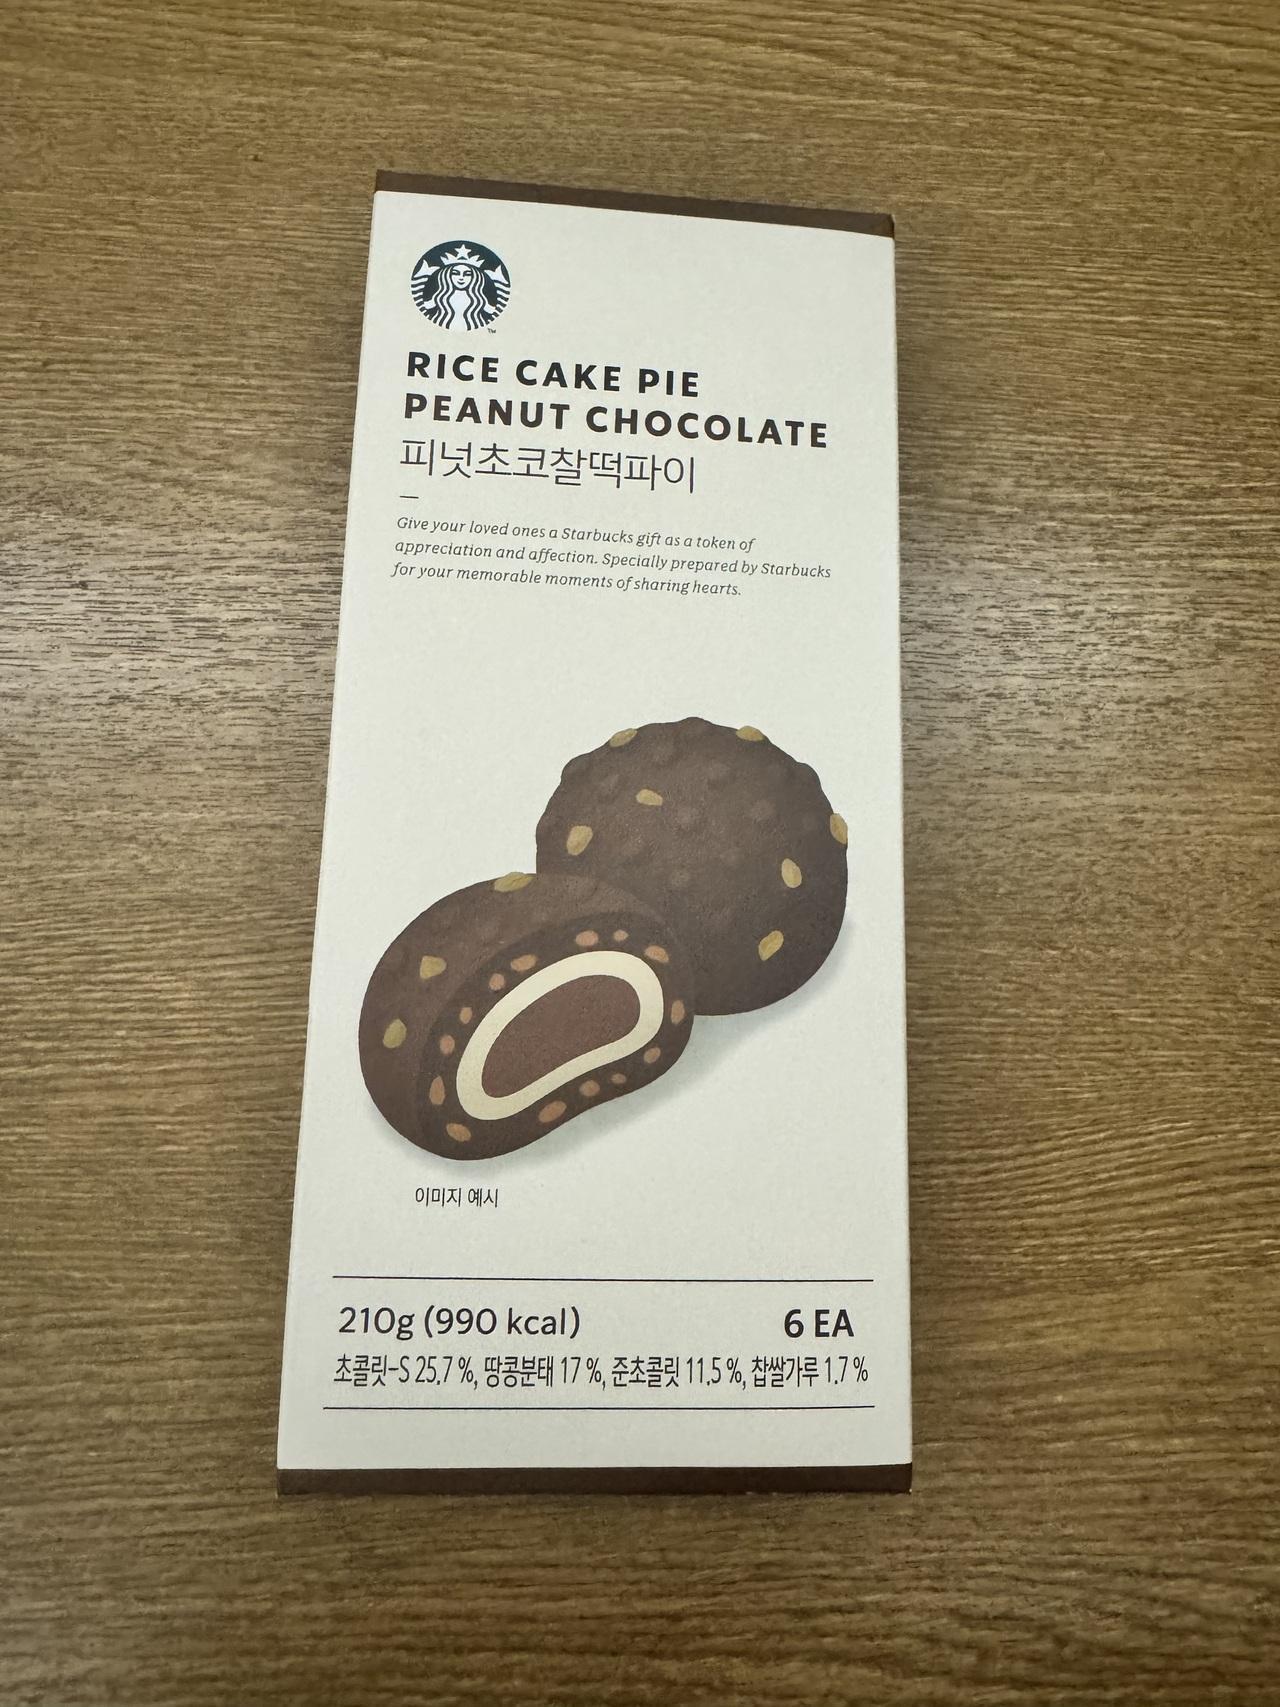 RICE CAKE PIE
PEANUT CHOCOLATE
피넛초코찰떡파이
Give your loved ones a Starbucks gift as a token of
appreciation and affection. Specially prepared by Starbucks
for your memorable moments of sharing hearts.
이미지 예시
210g (990 kcal) 6 EA
초콜릿-S 25.7 %, 땅콩분태 17 %, 준초콜릿 11.5 %, 찹쌀가루 1.7 %